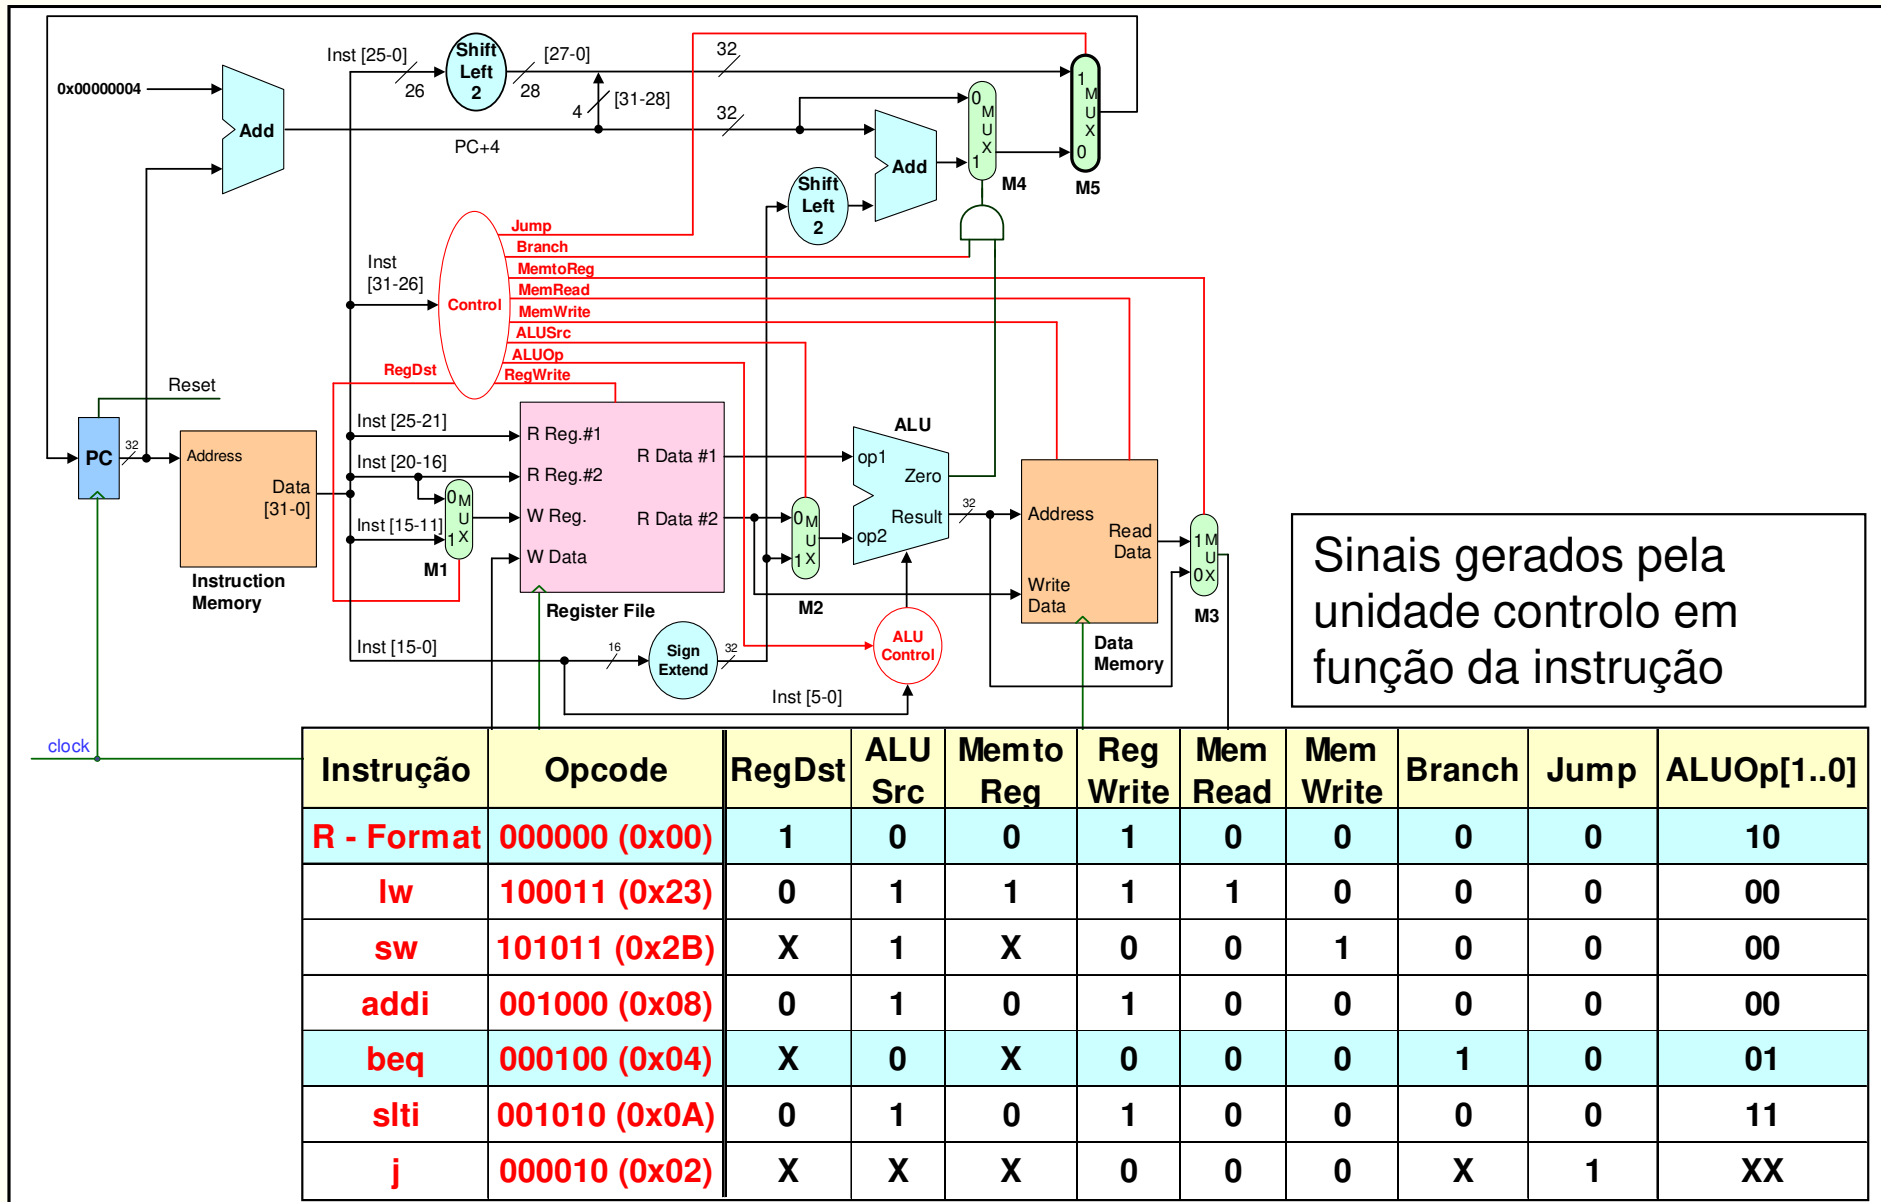 0x00000004
Add
PC+4
Inst [25-0]
26
Shift
Left
2
[27-0]
28
4
[31-28]
32
32
Shift
Left
2
Add
0
M
U
X
1
M4
1
M
U
X
0
M5
Inst
[31-26]
Control
Jump
Branch
MemtoReg
MemRead
MemWrite
ALUSrc
ALUOp
RegWrite
RegDst
Reset
PC
32
Address
Data
[31-0]
Instruction
Memory
Inst [25-21]
Inst [20-16]
Inst [15-11]
0 M
U
1 X
M1
R Reg.#1
R Reg.#2
W Reg.
W Data
R Data #1
R Data #2
Register File
Inst [15-0]
16
Sign
Extend
32
Inst [5-0]
0 M
U
1 X
M2
ALU
op1
op2
Zero
Result
32
ALU
Control
Address
Read
Data
Write
Data
Data
Memory
1 M
U
0 X
M3
clock
Sinais gerados pela
unidade controlo em
função da instrução
Instrução Opcode RegDst ALU Src Memto Reg Reg Write Mem Read Mem Write Branch Jump ALUOp[1..0]
R - Format 000000 (0x00) 1 0 0 1 0 0 0 0 10
lw 100011 (0x23) 0 1 1 1 1 0 0 0 00
sw 101011 (0x2B) X 1 X 0 0 1 0 0 00
addi 001000 (0x08) 0 1 0 1 0 0 0 0 00
beq 000100 (0x04) X 0 X 0 0 0 1 0 01
slti 001010 (0x0A) 0 1 0 1 0 0 0 0 11
j 000010 (0x02) X X X 0 0 0 X 1 XX